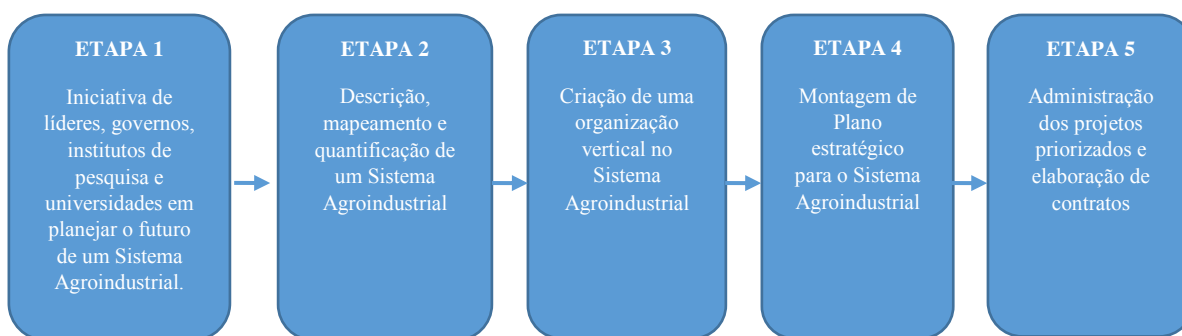 ETAPA 1
Iniciativa de
líderes, governos,
institutos de
pesquisa e
universidades em
planejar o futuro
de um Sistema
Agroindustrial.
ETAPA 2
Descrição,
mapeamento e
quantificação de
um Sistema
Agroindustrial
ETAPA 3
Criação de uma
organização
vertical no
Sistema
Agroindustrial
ETAPA 4
Montagem de
Plano
estratégico
para o Sistema
Agroindustrial
ETAPA 5
Administração
dos projetos
priorizados e
elaboração de
contratos